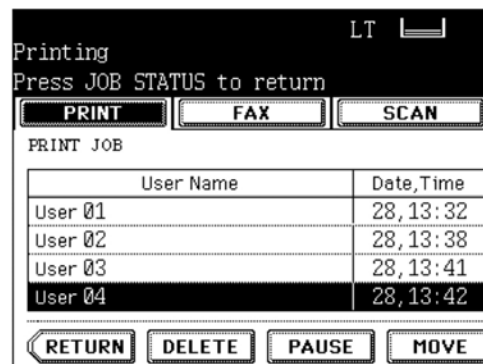 LT
Printing
Press JOB STATUS to return
PRINT FAX SCAN
PRINT JOB
User Name Date,Time
User 01 28,13:32
User 02 28,13:38
User 03 28,13:41
User 04 28,13:42
RETURN DELETE PAUSE MOVE